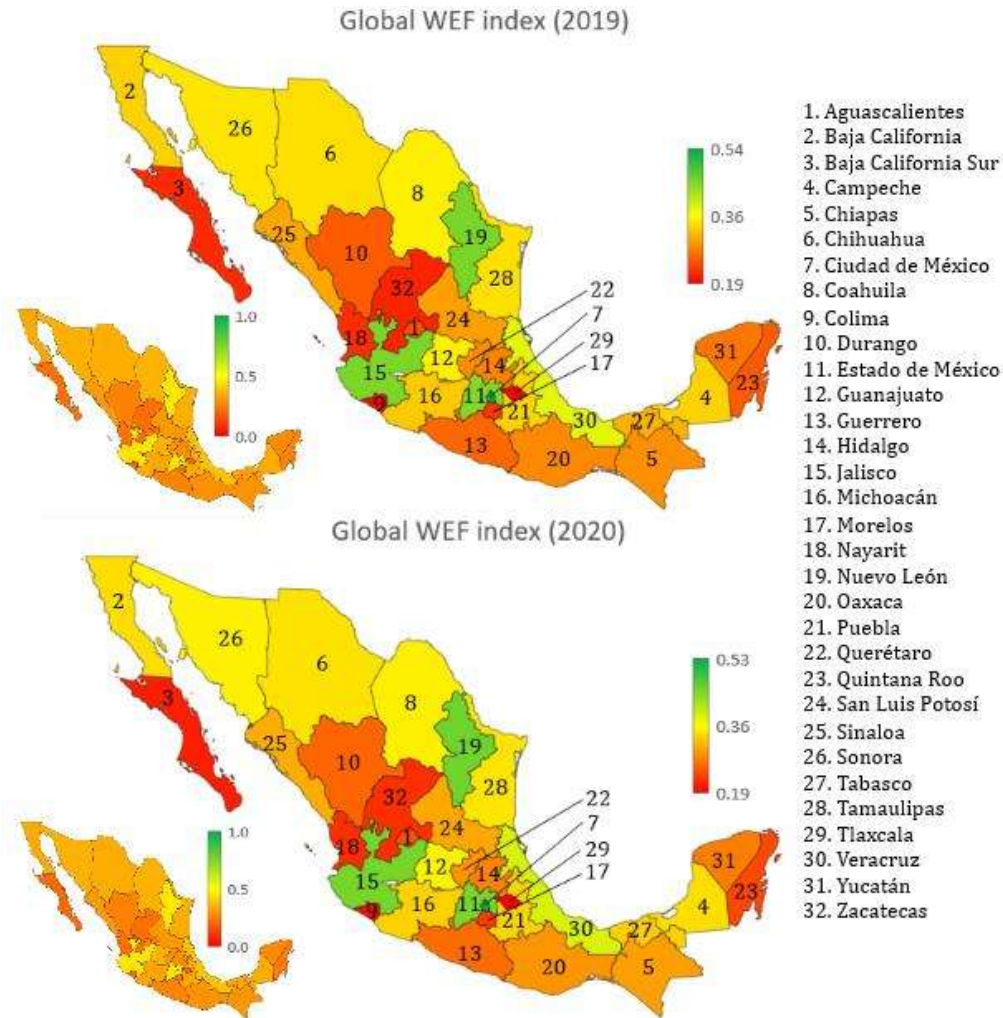 Global WEF index (2019)
2
26
6
8
3
25
10
19
32
28
22
7
29
17
24
18
1
12
14
15
16
11
9
21
13
20
30
27
5
4
31
23
0.54
0.36
0.19
1.0
0.5
0.0
Global WEF index (2020)
2
26
6
8
3
25
10
19
32
28
22
7
29
17
24
18
1
12
14
15
16
11
9
21
13
20
30
27
5
4
31
23
0.53
0.36
0.19
1.0
0.5
0.0
1. Aguascalientes
2. Baja California
3. Baja California Sur
4. Campeche
5. Chiapas
6. Chihuahua
7. Ciudad de México
8. Coahuila
9. Colima
10. Durango
11. Estado de México
12. Guanajuato
13. Guerrero
14. Hidalgo
15. Jalisco
16. Michoacán
17. Morelos
18. Nayarit
19. Nuevo León
20. Oaxaca
21. Puebla
22. Querétaro
23. Quintana Roo
24. San Luis Potosí
25. Sinaloa
26. Sonora
27. Tabasco
28. Tamaulipas
29. Tlaxcala
30. Veracruz
31. Yucatán
32. Zacatecas